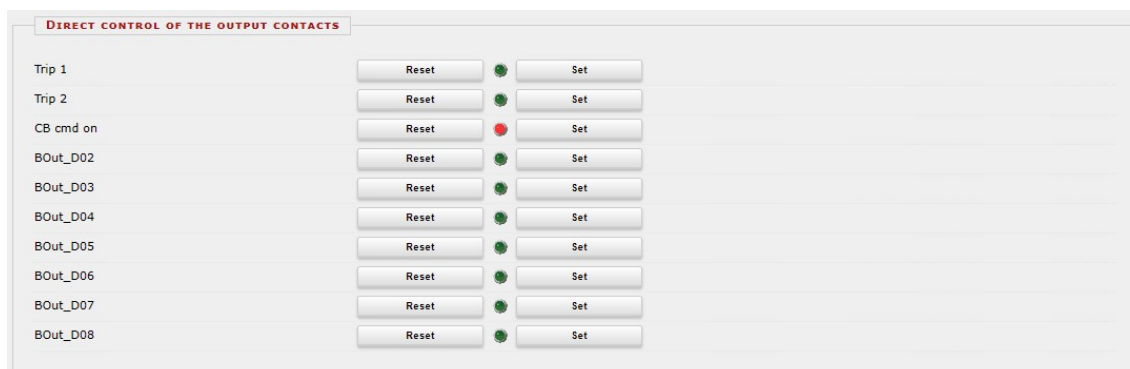 DIRECT CONTROL OF THE OUTPUT CONTACTS
Trip 1 Reset Set
Trip 2 Reset Set
CB cmd on Reset Set
BOut_D02 Reset Set
BOut_D03 Reset Set
BOut_D04 Reset Set
BOut_D05 Reset Set
BOut_D06 Reset Set
BOut_D07 Reset Set
BOut_D08 Reset Set